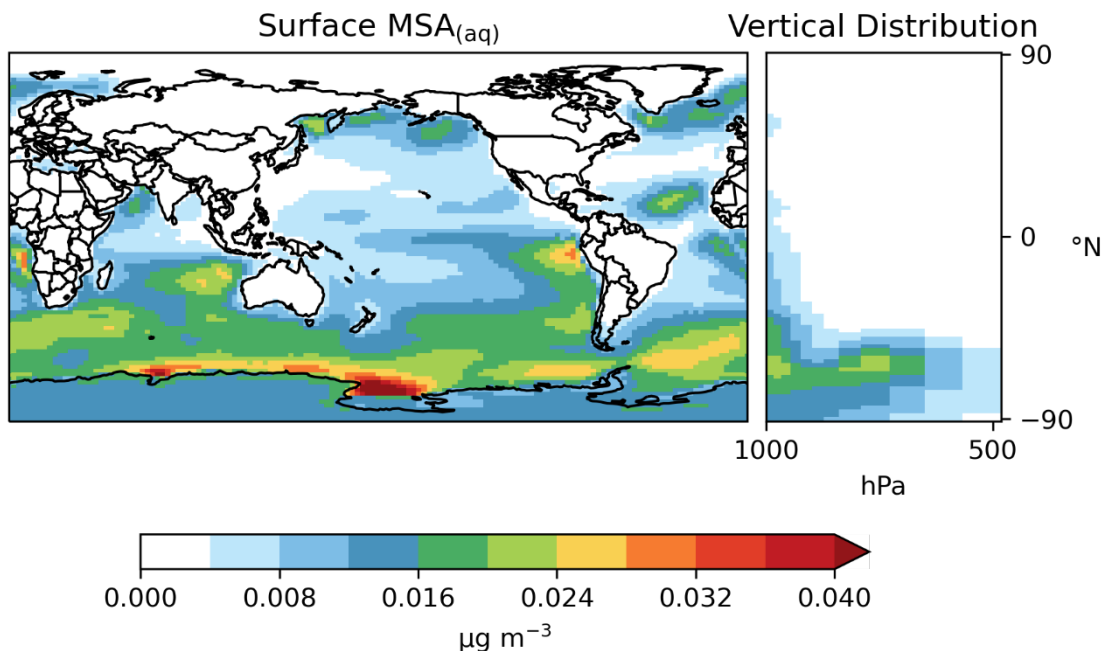 Surface MSA(aq)
Vertical Distribution
90
0
°N
−90
1000
500
hPa
0.000
0.008
0.016
0.024
0.032
0.040
µg m⁻³